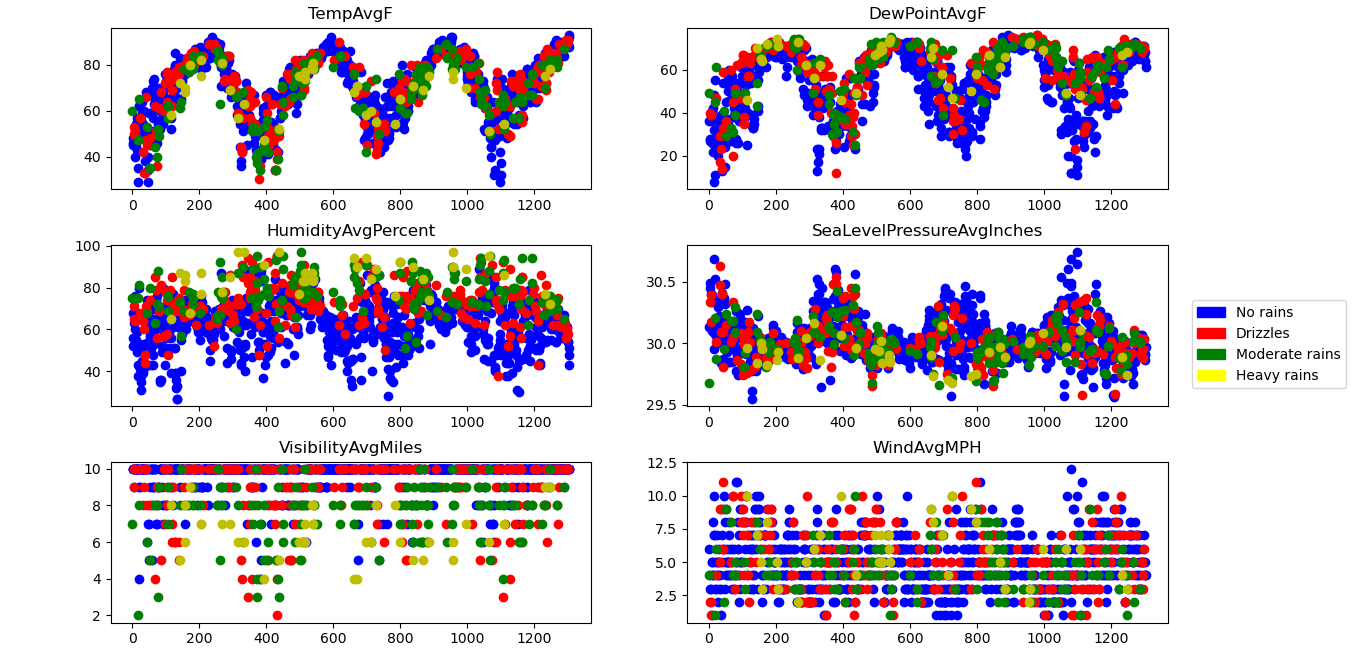 TempAvgF
80
60
40
0 200 400 600 800 1000 1200
DewPointAvgF
60
40
20
0 200 400 600 800 1000 1200
HumidityAvgPercent
100
80
60
40
0 200 400 600 800 1000 1200
SeaLevelPressureAvgInches
30.5
30.0
29.5
0 200 400 600 800 1000 1200
VisibilityAvgMiles
10
8
6
4
2
0 200 400 600 800 1000 1200
WindAvgMPH
12.5
10.0
7.5
5.0
2.5
0 200 400 600 800 1000 1200
No rains
Drizzles
Moderate rains
Heavy rains